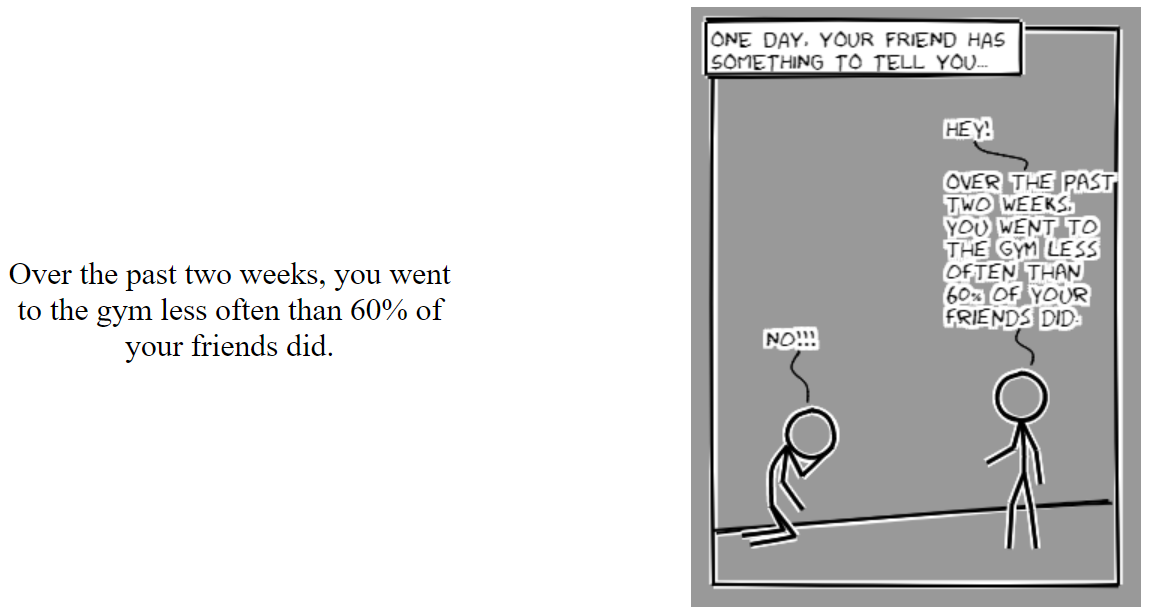 Over the past two weeks, you went
to the gym less often than 60% of
your friends did.
ONE DAY, YOUR FRIEND HAS
SOMETHING TO TELL YOU...
HEY!
OVER THE PAST
TWO WEEKS,
YOU WENT TO
THE GYM LESS
OFTEN THAN
60% OF YOUR
FRIENDS DID.
NO!!!